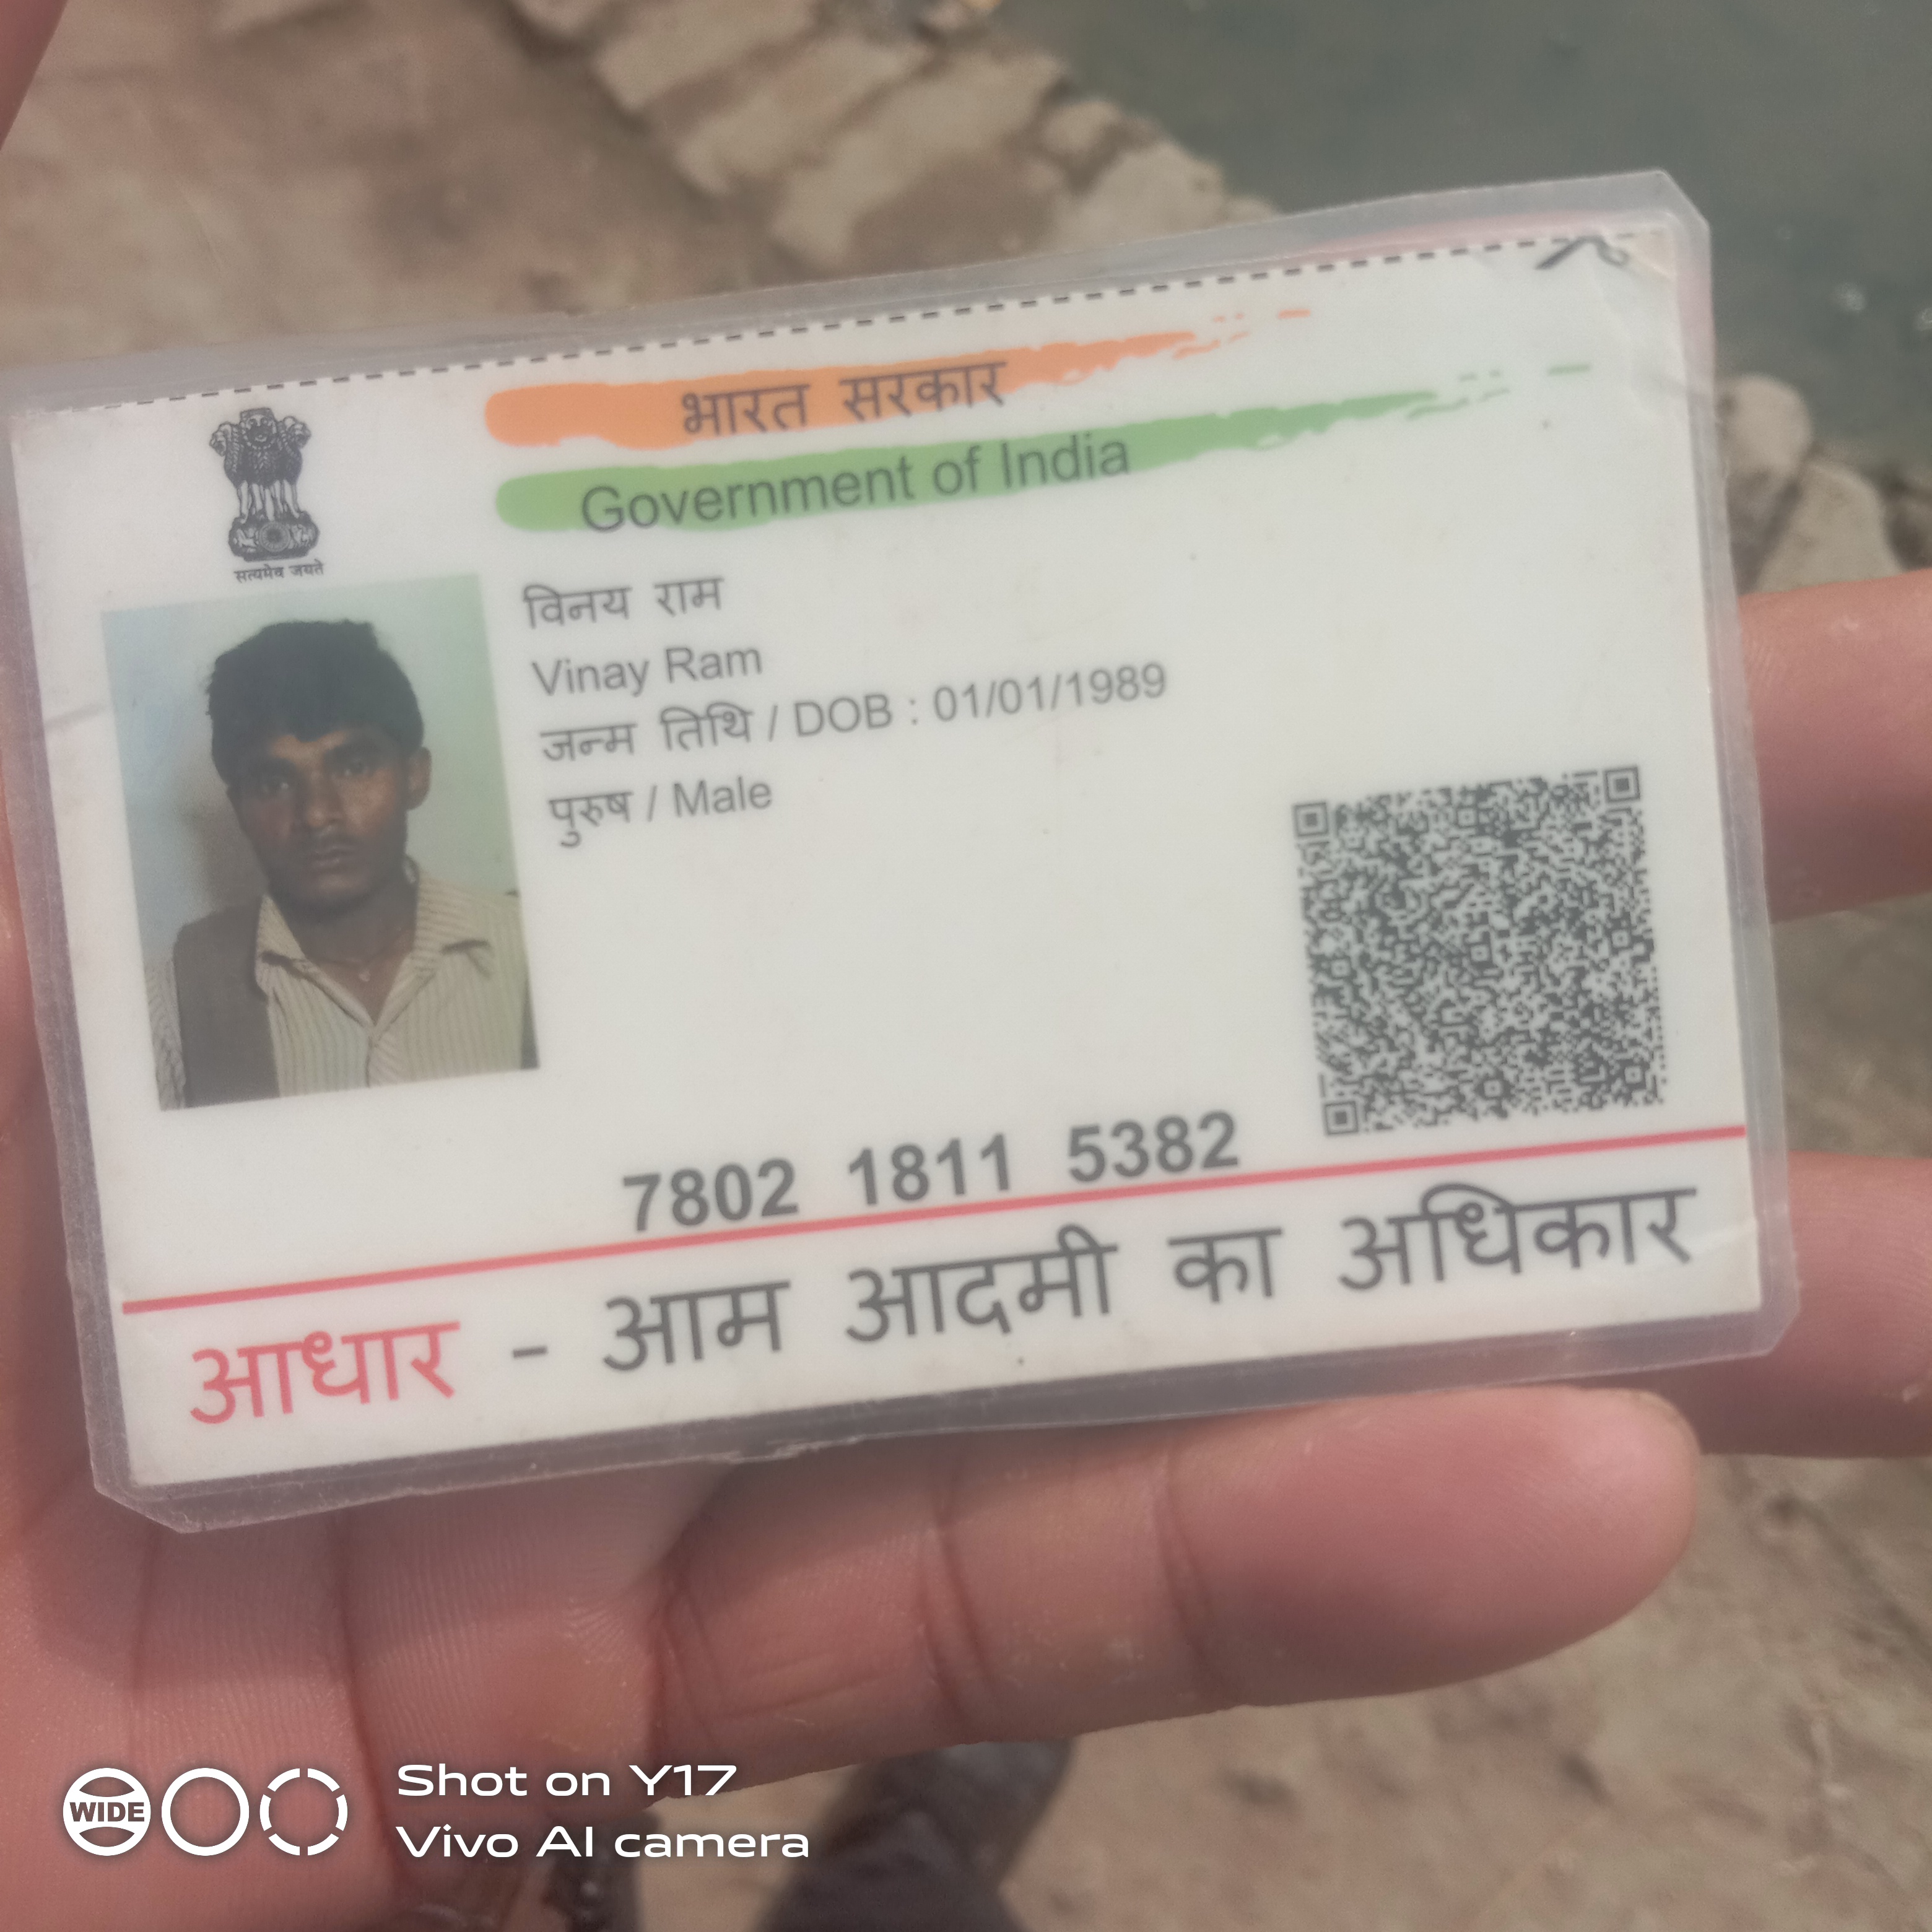 भारत सरकार
Government of India
सत्यमेव जयते
विनय राम
Vinay Ram
जन्म तिथि / DOB : 01/01/1989
पुरुष / Male
7802 1811 5382
आधार - आम आदमी का अधिकार
WIDE
Shot on Y17
Vivo AI camera